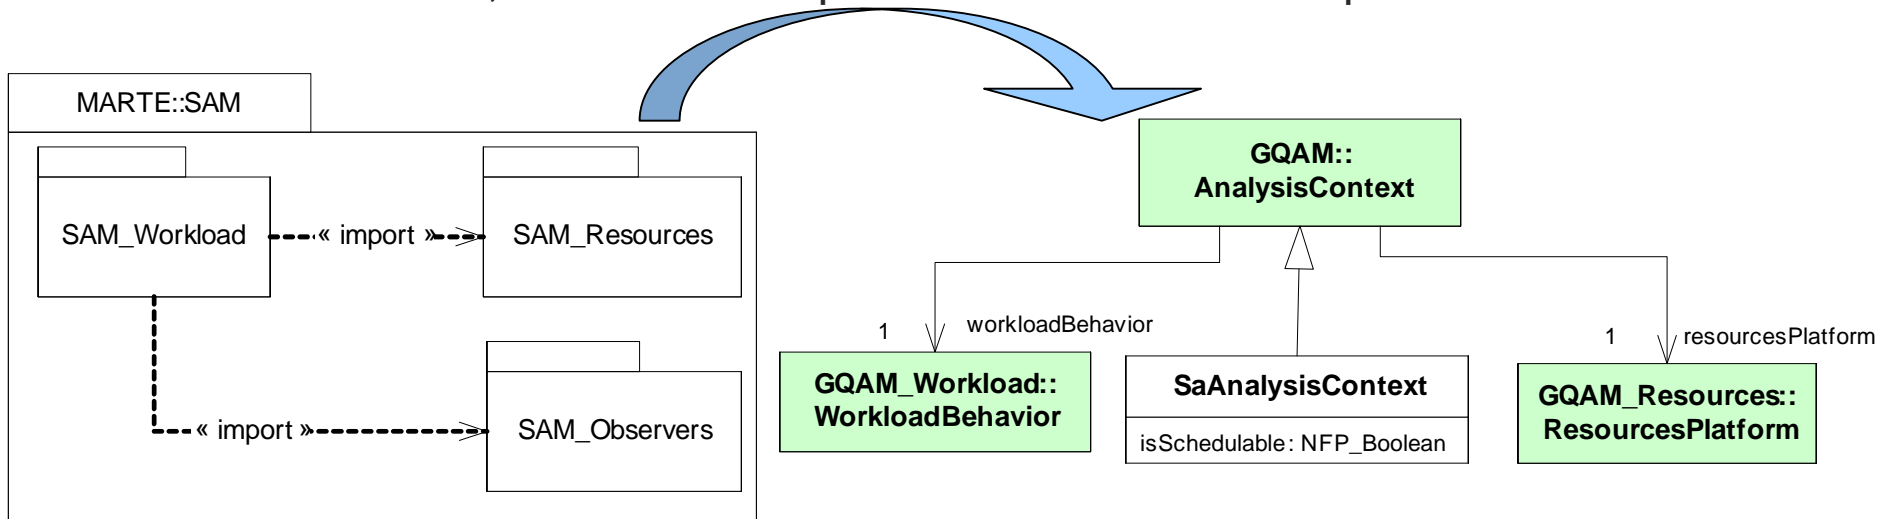 MARTE::SAM
SAM_Workload
« import »
SAM_Resources
« import »
SAM_Observers
GQAM::
AnalysisContext
1
workloadBehavior
1
resourcesPlatform
GQAM_Workload::
WorkloadBehavior
SaAnalysisContext
isSchedulable: NFP_Boolean
GQAM_Resources::
ResourcesPlatform